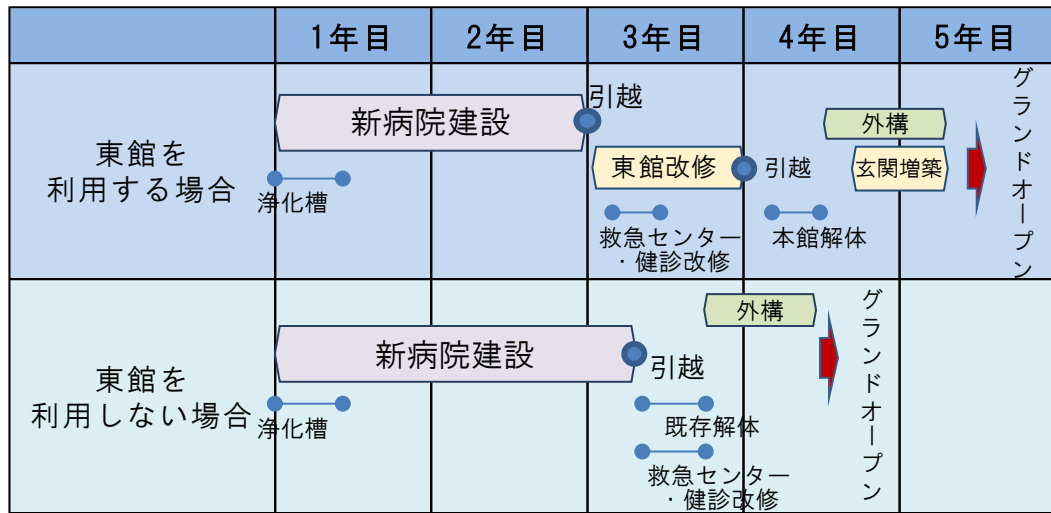 1年目
2年目
3年目
4年目
5年目
東館を
利用する場合
新病院建設
引越
浄化槽
東館改修
引越
救急センター
・健診改修
本館解体
外構
玄関増築
グランドオープン
東館を
利用しない場合
新病院建設
引越
浄化槽
既存解体
救急センター
・健診改修
外構
グランドオープン